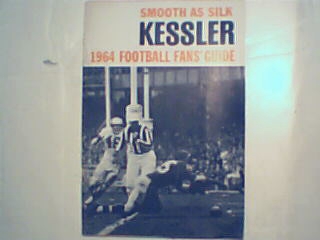 SMOOTH AS SILK
KESSLER
1964 FOOTBALL FANS' GUIDE